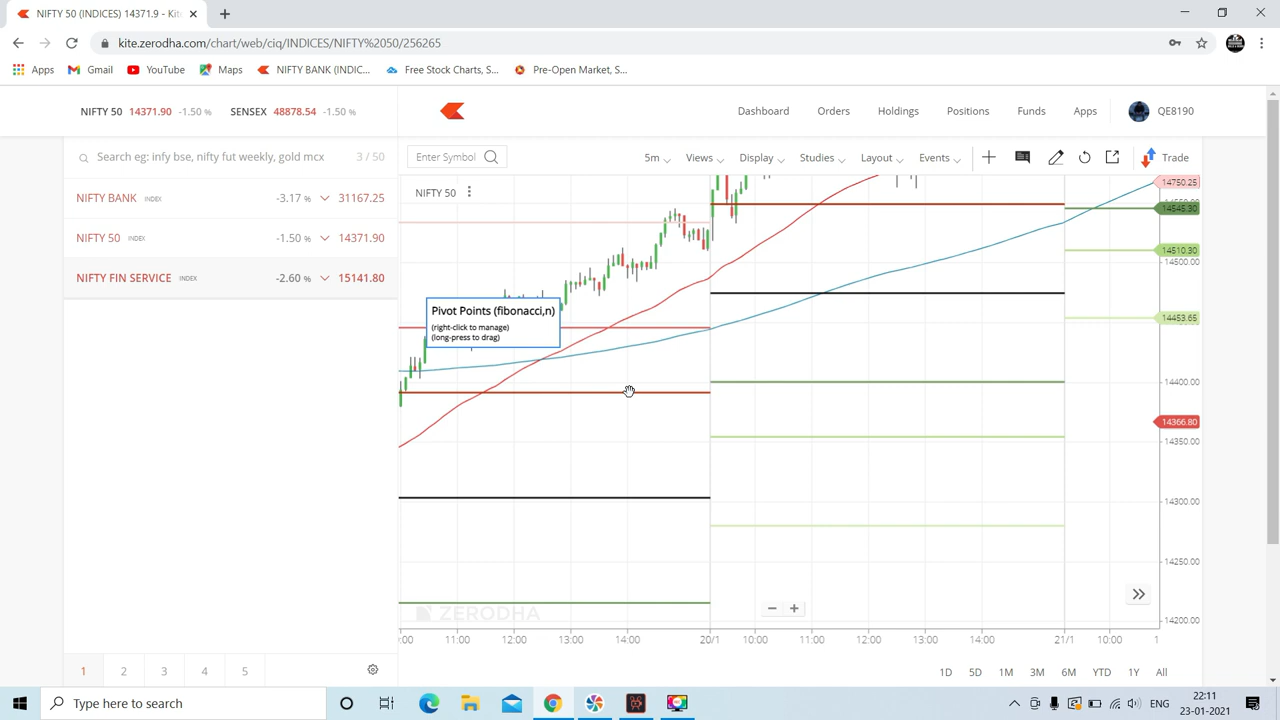 NIFTY 50 (INDICES) 14371.9 - Kit
kite.zerodha.com/chart/web/ciq/INDICES/NIFTY%2050/256265
Apps Gmail YouTube Maps NIFTY BANK (INDIC... Free Stock Charts, S... Pre-Open Market, S...
NIFTY 50 14371.90 -1.50 % SENSEX 48878.54 -1.50 %
Dashboard Orders Holdings Positions Funds Apps QE8190
Search eg: infy bse, nifty fut weekly, gold mcx 3 / 50
Enter Symbol 5m Views Display Studies Layout Events Trade
NIFTY BANK INDEX -3.17 % 31167.25
NIFTY 50 INDEX -1.50 % 14371.90
NIFTY FIN SERVICE INDEX -2.60 % 15141.80
NIFTY 50
Pivot Points (fibonacci,n)
(right-click to manage)
(long-press to drag)
14750.25
14545.30
14510.30
14500.00
14453.65
14400.00
14366.80
14350.00
14300.00
14250.00
14200.00
ZERODHA
:00 11:00 12:00 13:00 14:00 20/1 10:00 11:00 12:00 13:00 14:00 21/1 10:00 1
1D 5D 1M 3M 6M YTD 1Y All
1 2 3 4 5
Type here to search
ENG
22:11
23-01-2021